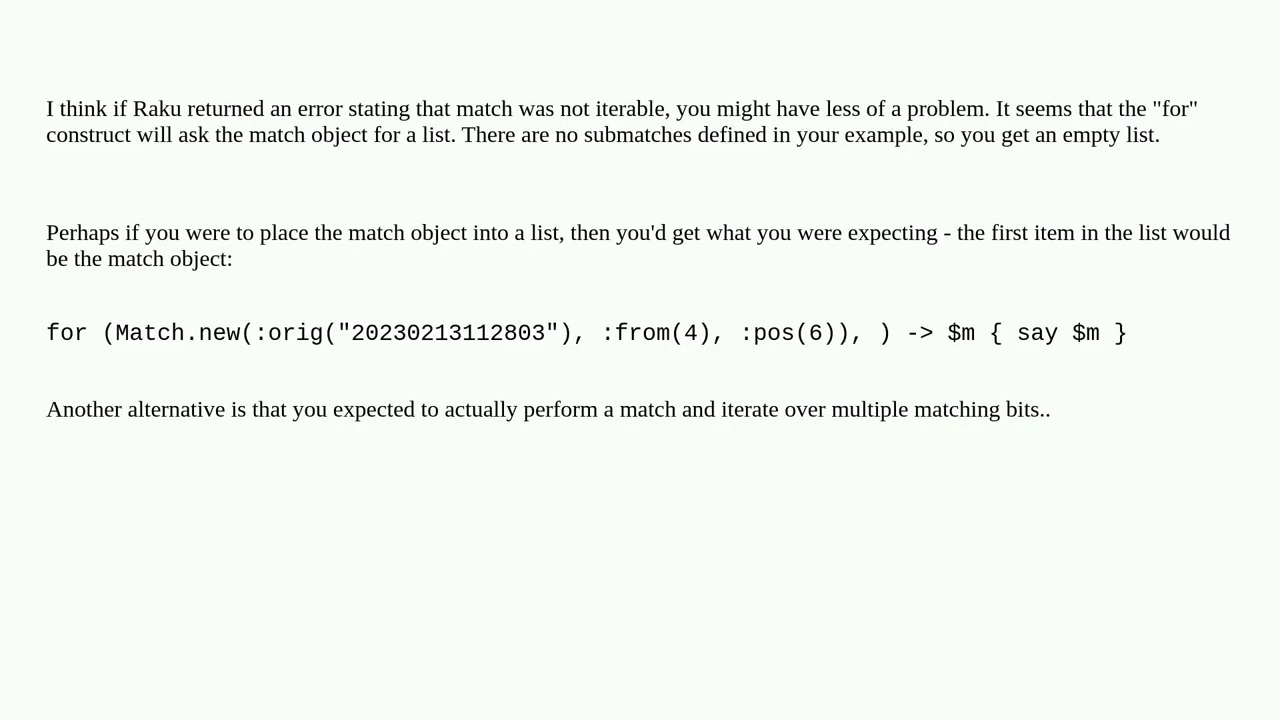 I think if Raku returned an error stating that match was not iterable, you might have less of a problem. It seems that the "for"
construct will ask the match object for a list. There are no submatches defined in your example, so you get an empty list.
Perhaps if you were to place the match object into a list, then you'd get what you were expecting - the first item in the list would
be the match object:
for (Match.new(:orig("20230213112803"), :from(4), :pos(6)), ) -> $m { say $m }
Another alternative is that you expected to actually perform a match and iterate over multiple matching bits..